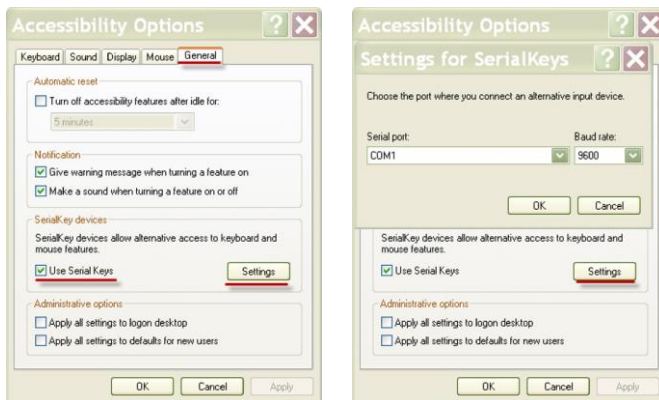 Accessibility Options
Keyboard Sound Display Mouse General
Automatic reset
Turn off accessibility features after idle for:
5 minutes
Notification
Give warning message when turning a feature on
Make a sound when turning a feature on or off
SerialKey devices
SerialKey devices allow alternative access to keyboard and
mouse features.
Use Serial Keys Settings
Administrative options
Apply all settings to logon desktop
Apply all settings to defaults for new users
OK Cancel Apply
Accessibility Options
Settings for SerialKeys
Choose the port where you connect an alternative input device.
Serial port: Baud rate:
COM1 9600
OK Cancel
SerialKey devices allow alternative access to keyboard and
mouse features.
Use Serial Keys Settings
Administrative options
Apply all settings to logon desktop
Apply all settings to defaults for new users
OK Cancel Apply